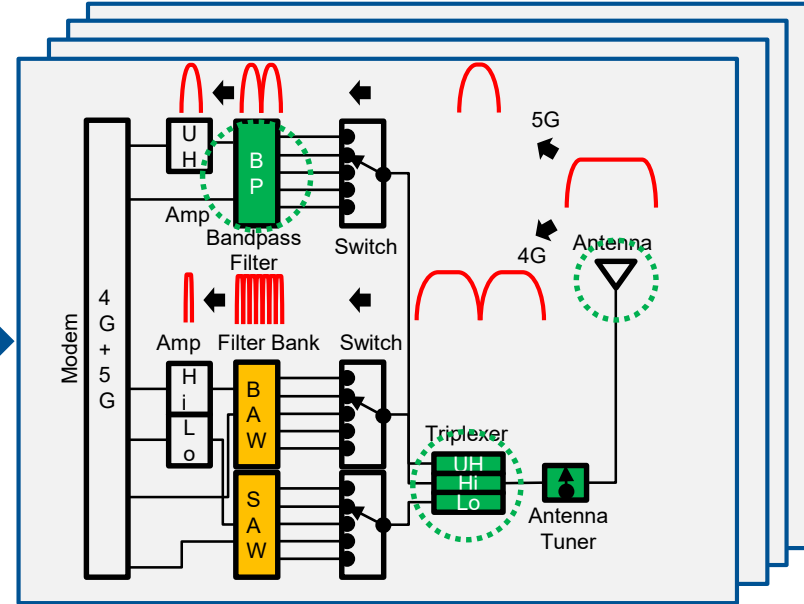 5G
4G
Antenna
U
H
Amp
B
P
Bandpass
Filter
Switch
Modem
4
G
+
5
G
Amp
Filter Bank
Switch
H
i
L
o
B
A
W
S
A
W
Triplexer
UH
Hi
Lo
Antenna
Tuner